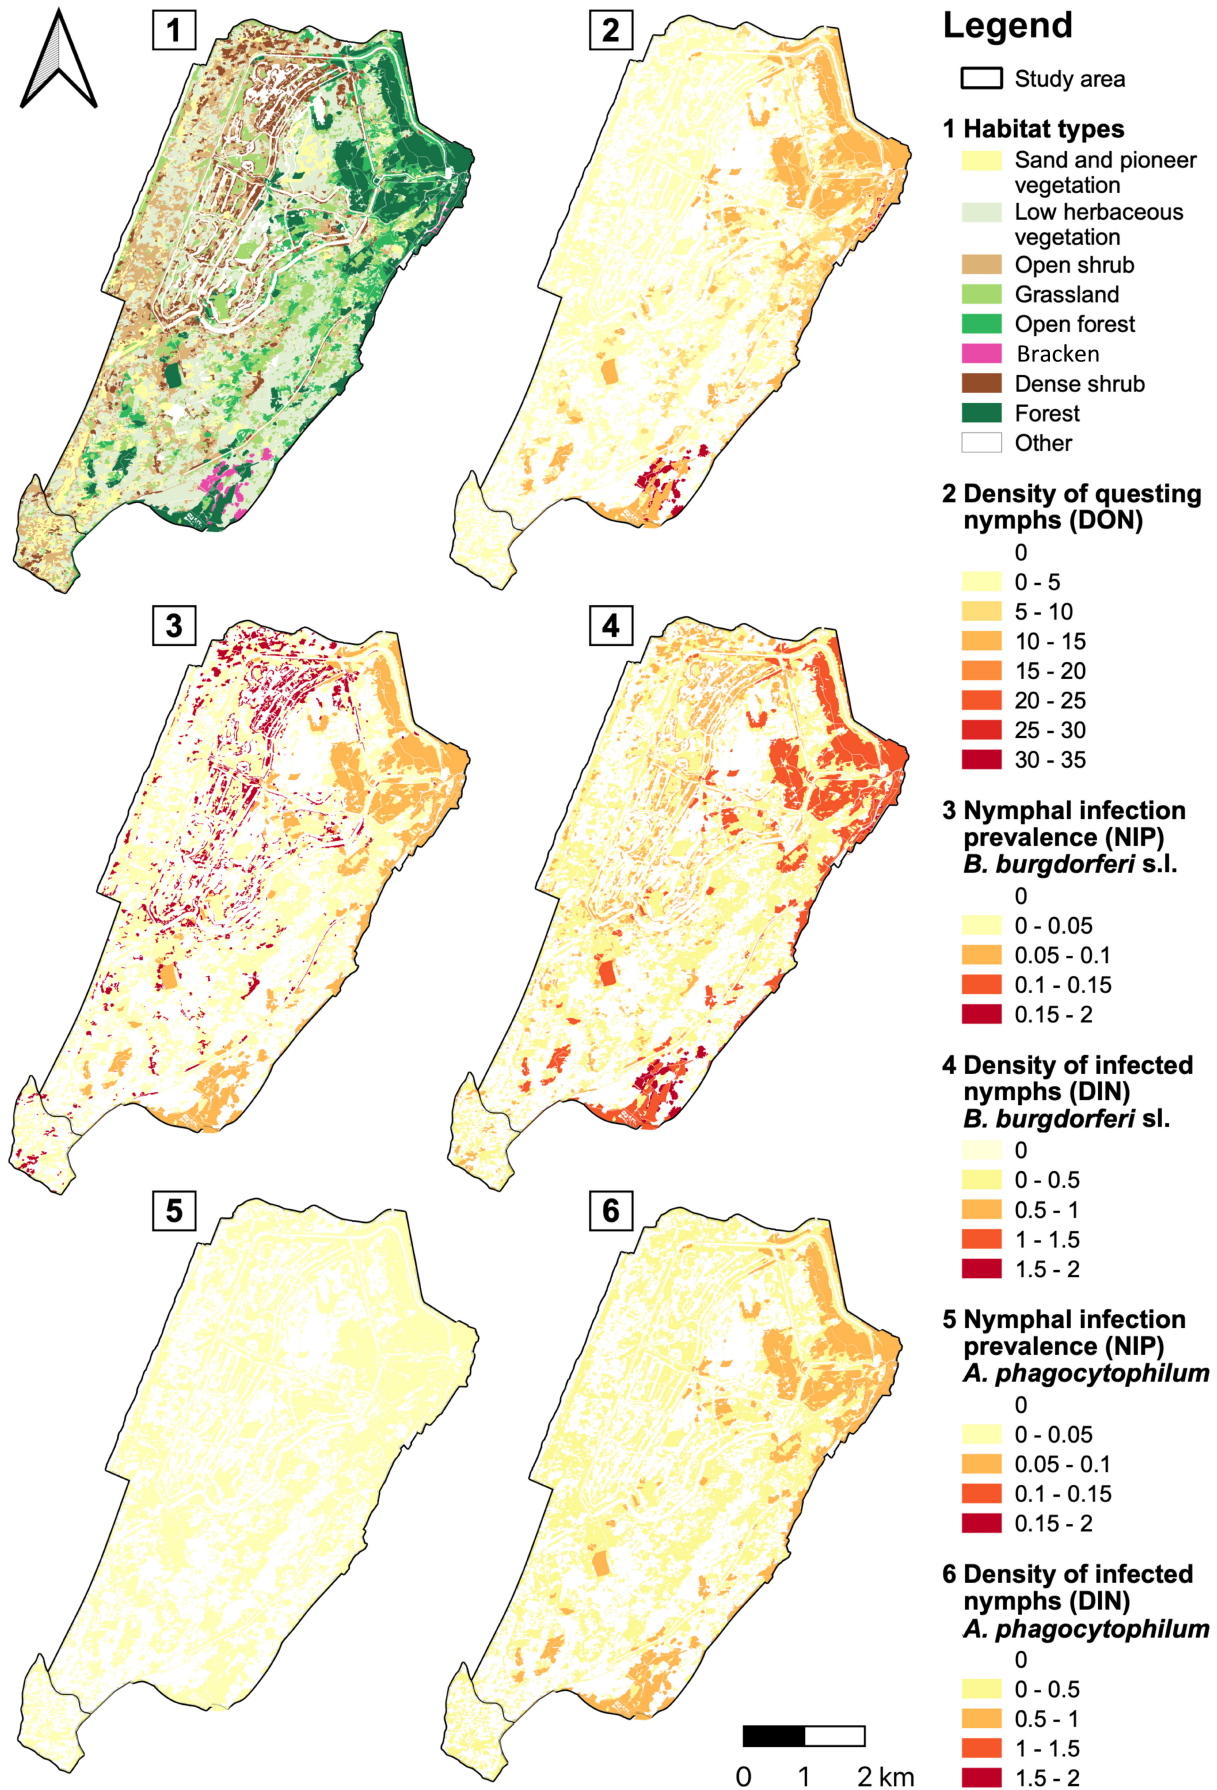 1
2
Legend
Study area
1 Habitat types
Sand and pioneer
vegetation
Low herbaceous
vegetation
Open shrub
Grassland
Open forest
Bracken
Dense shrub
Forest
Other
2 Density of questing
nymphs (DON)
0
0 - 5
5 - 10
10 - 15
15 - 20
20 - 25
25 - 30
30 - 35
3
4
3 Nymphal infection
prevalence (NIP)
B. burgdorferi s.l.
0
0 - 0.05
0.05 - 0.1
0.1 - 0.15
0.15 - 2
4 Density of infected
nymphs (DIN)
B. burgdorferi sl.
0
0 - 0.5
0.5 - 1
1 - 1.5
1.5 - 2
5
6
5 Nymphal infection
prevalence (NIP)
A. phagocytophilum
0
0 - 0.05
0.05 - 0.1
0.1 - 0.15
0.15 - 2
6 Density of infected
nymphs (DIN)
A. phagocytophilum
0
0 - 0.5
0.5 - 1
1 - 1.5
1.5 - 2
0 1 2 km